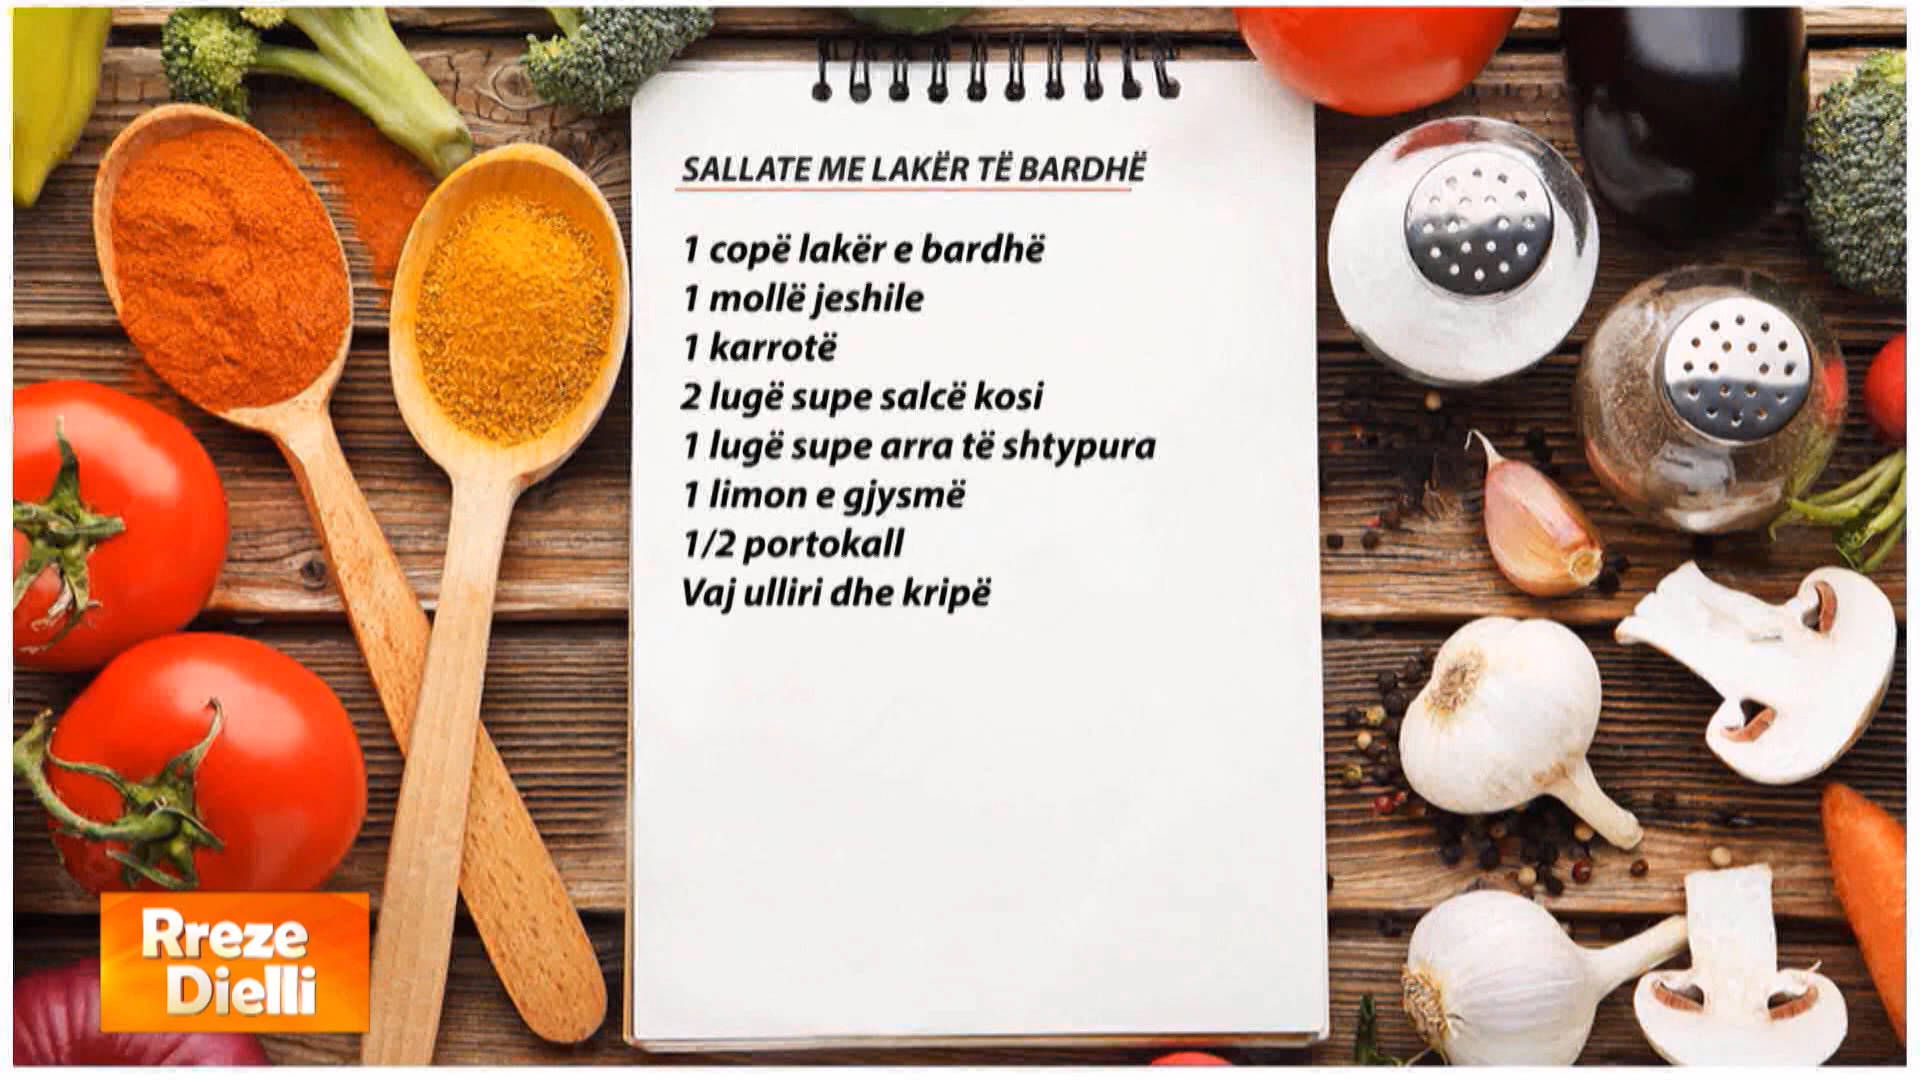 SALLATE ME LAKËR TË BARDHË
1 copë lakër e bardhë
1 mollë jeshile
1 karrotë
2 lugë supe salcë kosi
1 lugë supe arra të shtypura
1 limon e gjysmë
1/2 portokall
Vaj ulliri dhe kripë
Rreze
Dielli